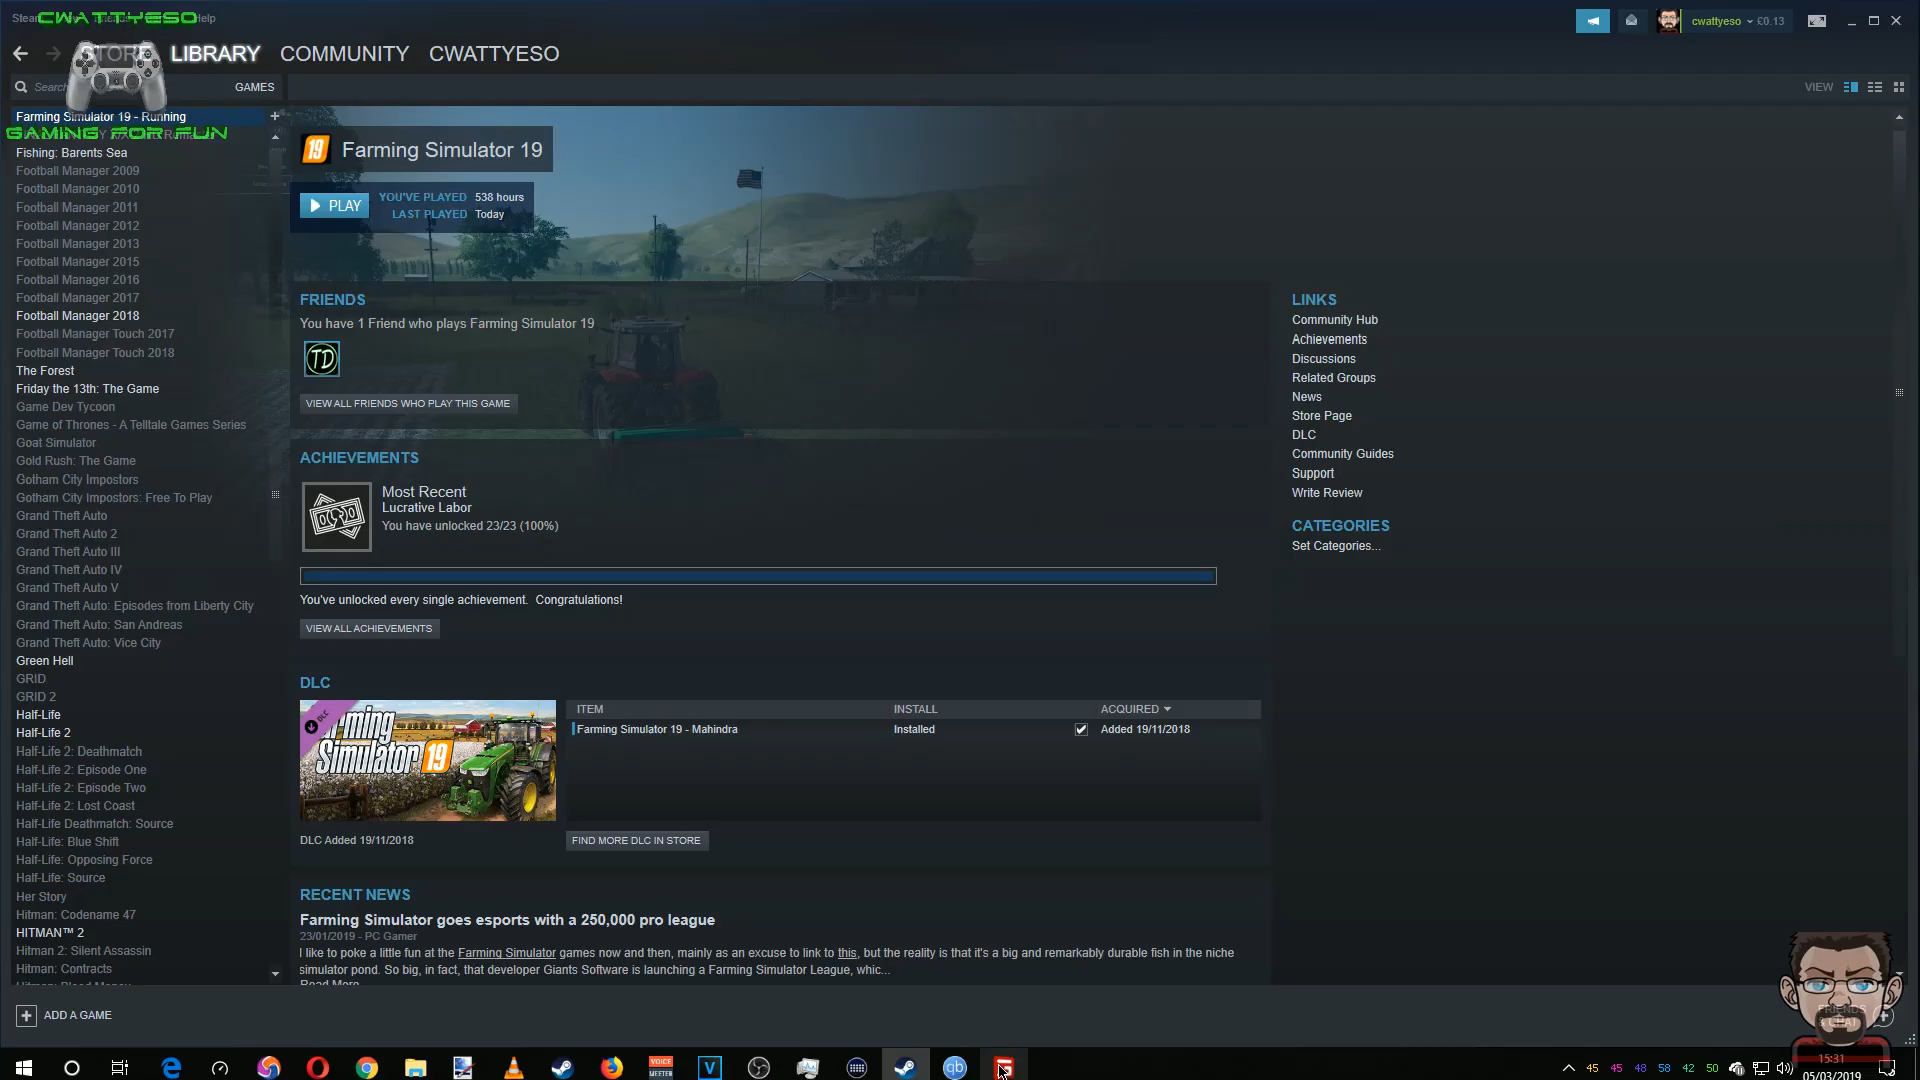 Steam
Help
CWATTYESO
cwattyeso £0.13
STORE LIBRARY COMMUNITY CWATTYESO
Search
GAMES
VIEW
Farming Simulator 19 - Running
GAMING FOR FUN
Fishing: Barents Sea
Football Manager 2009
Football Manager 2010
Football Manager 2011
Football Manager 2012
Football Manager 2013
Football Manager 2015
Football Manager 2016
Football Manager 2017
Football Manager 2018
Football Manager Touch 2017
Football Manager Touch 2018
The Forest
Friday the 13th: The Game
Game Dev Tycoon
Game of Thrones - A Telltale Games Series
Goat Simulator
Gold Rush: The Game
Gotham City Impostors
Gotham City Impostors: Free To Play
Grand Theft Auto
Grand Theft Auto 2
Grand Theft Auto III
Grand Theft Auto IV
Grand Theft Auto V
Grand Theft Auto: Episodes from Liberty City
Grand Theft Auto: San Andreas
Grand Theft Auto: Vice City
Green Hell
GRID
GRID 2
Half-Life
Half-Life 2
Half-Life 2: Deathmatch
Half-Life 2: Episode One
Half-Life 2: Episode Two
Half-Life 2: Lost Coast
Half-Life Deathmatch: Source
Half-Life: Blue Shift
Half-Life: Opposing Force
Half-Life: Source
Her Story
Hitman: Codename 47
HITMAN™ 2
Hitman 2: Silent Assassin
Hitman: Contracts
ADD A GAME
19
Farming Simulator 19
PLAY
YOU'VE PLAYED 538 hours
LAST PLAYED Today
FRIENDS
You have 1 Friend who plays Farming Simulator 19
TD
VIEW ALL FRIENDS WHO PLAY THIS GAME
ACHIEVEMENTS
Most Recent
Lucrative Labor
You have unlocked 23/23 (100%)
You've unlocked every single achievement. Congratulations!
VIEW ALL ACHIEVEMENTS
DLC
DLC
Farming
Simulator 19
DLC Added 19/11/2018
ITEM INSTALL ACQUIRED
Farming Simulator 19 - Mahindra Installed Added 19/11/2018
FIND MORE DLC IN STORE
RECENT NEWS
Farming Simulator goes esports with a 250,000 pro league
23/01/2019 - PC Gamer
I like to poke a little fun at the Farming Simulator games now and then, mainly as an excuse to link to this, but the reality is that it's a big and remarkably durable fish in the niche
simulator pond. So big, in fact, that developer Giants Software is launching a Farming Simulator League, whic...
Read More
LINKS
Community Hub
Achievements
Discussions
Related Groups
News
Store Page
DLC
Community Guides
Support
Write Review
CATEGORIES
Set Categories...
FRIENDS
& CHAT
VOICE
MEETER
V
qb
45 45 48 58 42 50
15:31
05/03/2019